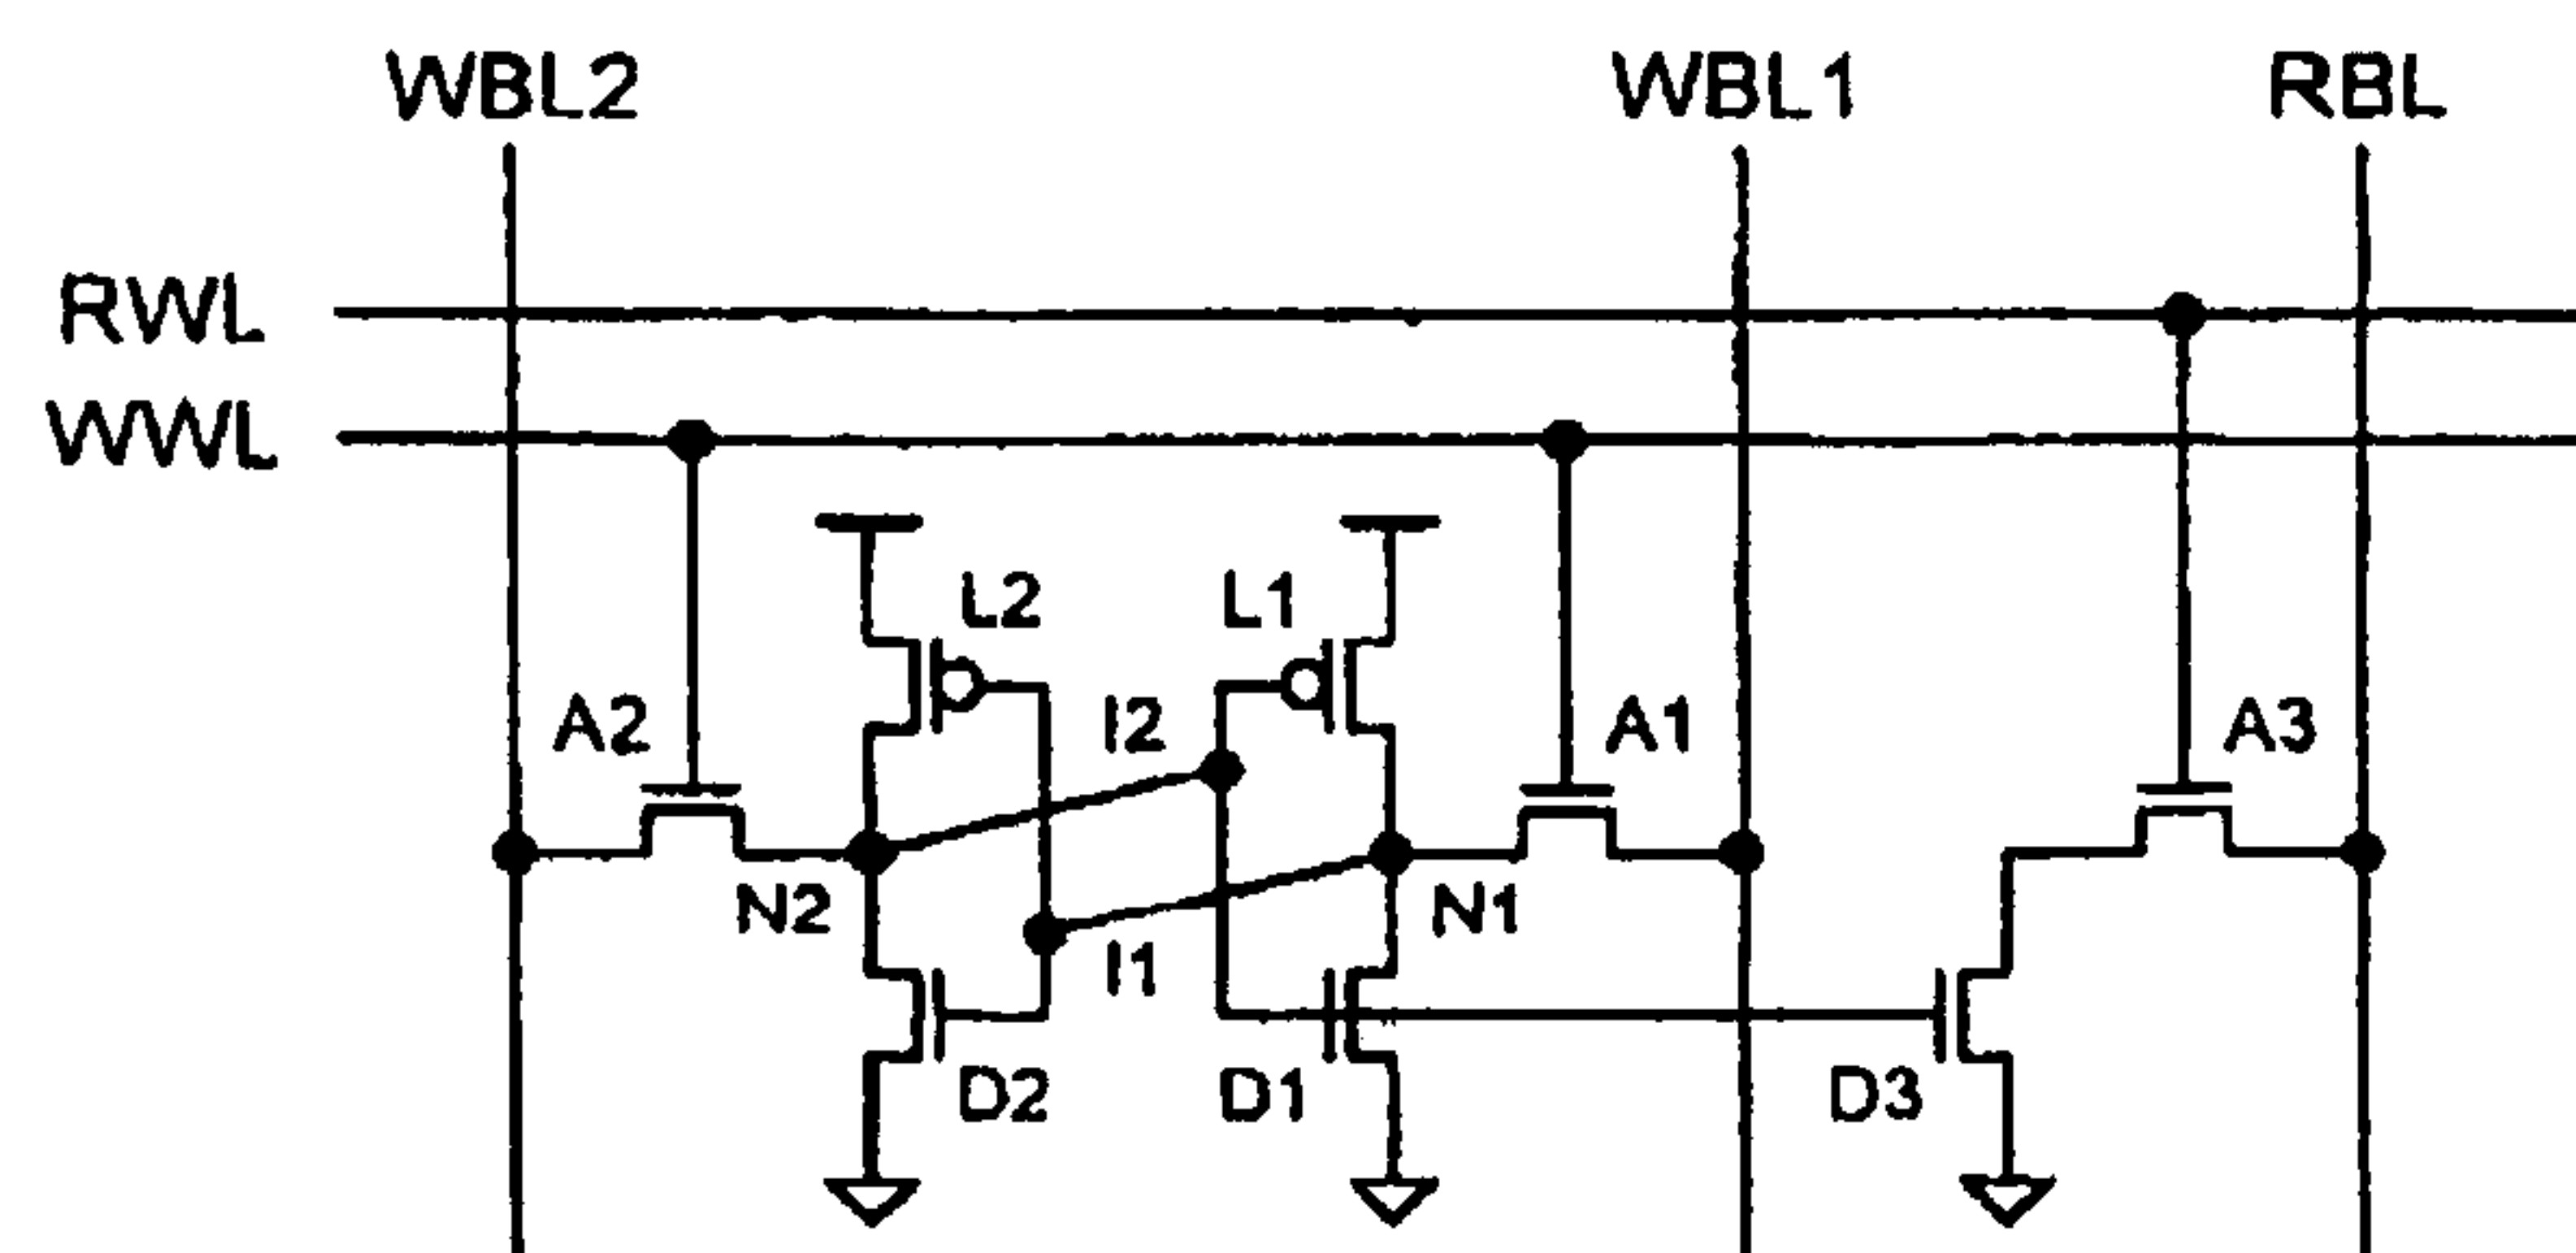 WBL2 WBL1 RBL
RWL
WWL
L2 L1
A2 I2 A1 A3
N2 N1
I1
D2 D1 D3